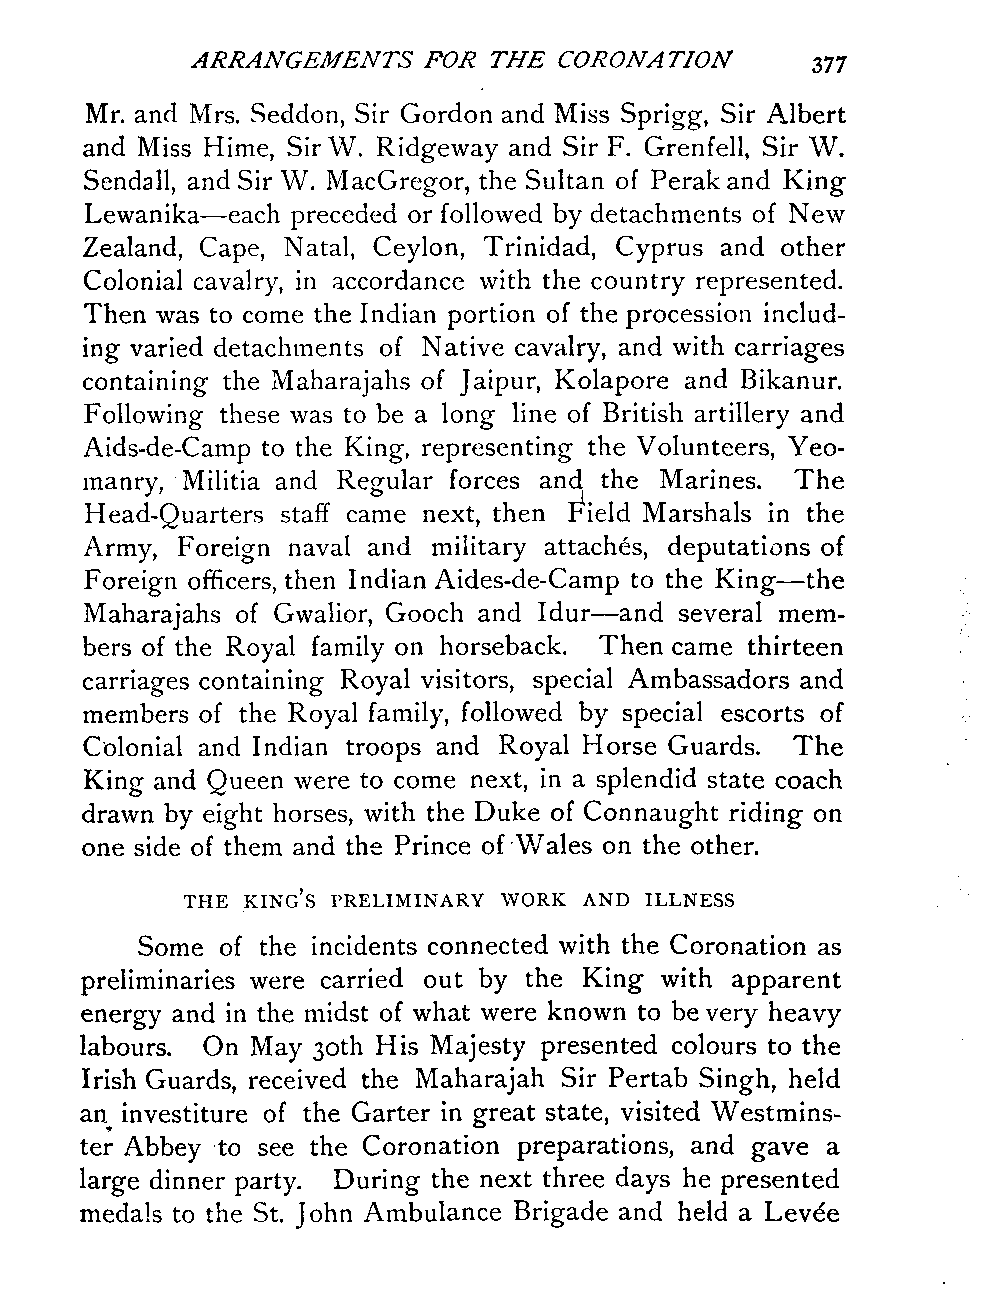 ARRANGEMENTS FOR THE CORONATION 377
Mr. and Mrs. Seddon, Sir Gordon and Miss Sprigg, Sir Albert
and Miss Hime, Sir W. Ridgeway and Sir F. Grenfell, Sir W.
Sendall, and Sir W. MacGregor, the Sultan of Perak and King
Lewanika—each preceded or followed by detachments of New
Zealand, Cape, Natal, Ceylon, Trinidad, Cyprus and other
Colonial cavalry, in accordance with the country represented.
Then was to come the Indian portion of the procession includ-
ing varied detachments of Native cavalry, and with carriages
containing the Maharajahs of Jaipur, Kolapore and Bikanur.
Following these was to be a long line of British artillery and
Aids-de-Camp to the King, representing the Volunteers, Yeo-
manry, Militia and Regular forces and the Marines. The
Head-Quarters staff came next, then Field Marshals in the
Army, Foreign naval and military attachés, deputations of
Foreign officers, then Indian Aides-de-Camp to the King—the
Maharajahs of Gwalior, Gooch and Idur—and several mem-
bers of the Royal family on horseback. Then came thirteen
carriages containing Royal visitors, special Ambassadors and
members of the Royal family, followed by special escorts of
Colonial and Indian troops and Royal Horse Guards. The
King and Queen were to come next, in a splendid state coach
drawn by eight horses, with the Duke of Connaught riding on
one side of them and the Prince of Wales on the other.
THE KING'S PRELIMINARY WORK AND ILLNESS
Some of the incidents connected with the Coronation as
preliminaries were carried out by the King with apparent
energy and in the midst of what were known to be very heavy
labours. On May 30th His Majesty presented colours to the
Irish Guards, received the Maharajah Sir Pertab Singh, held
an investiture of the Garter in great state, visited Westmins-
ter Abbey to see the Coronation preparations, and gave a
large dinner party. During the next three days he presented
medals to the St. John Ambulance Brigade and held a Levée